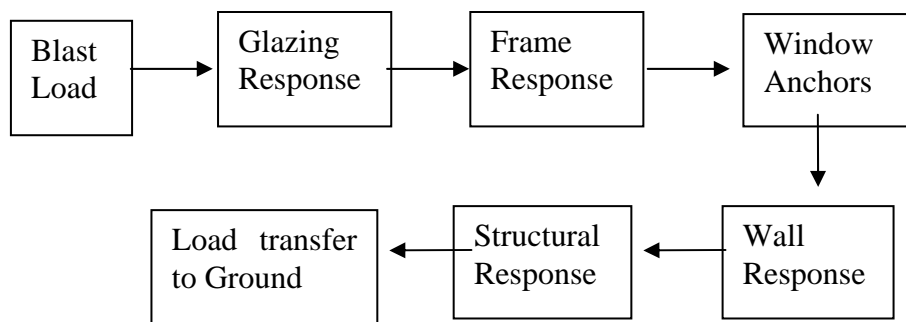 Blast
Load
Glazing
Response
Frame
Response
Window
Anchors
Wall
Response
Structural
Response
Load transfer
to Ground